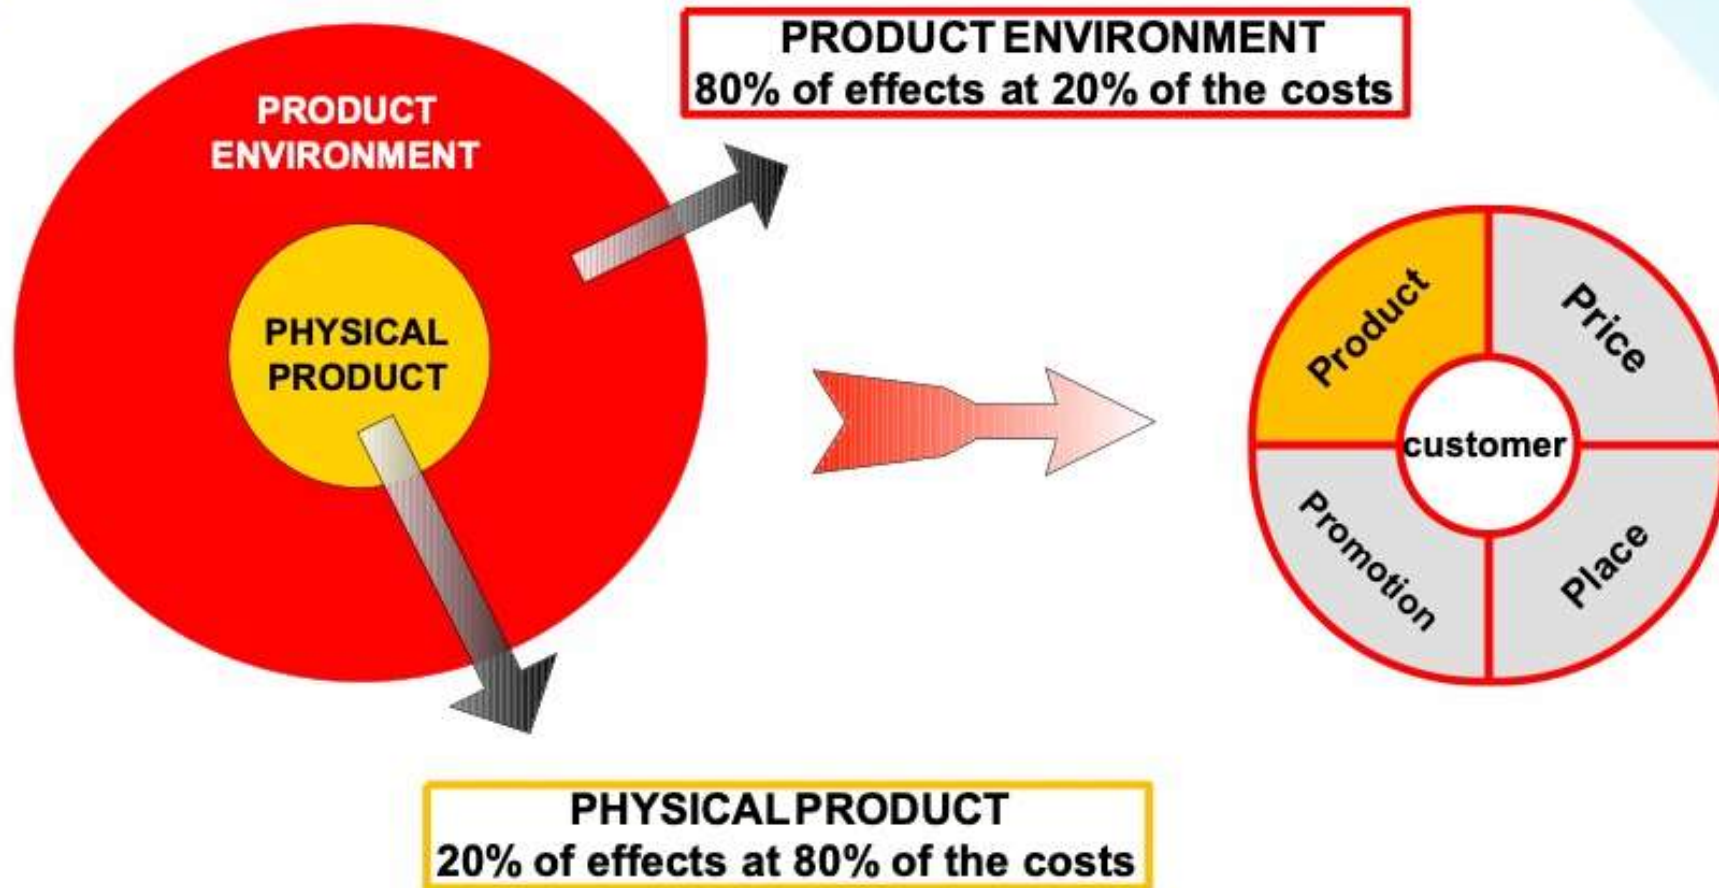 PRODUCT ENVIRONMENT
80% of effects at 20% of the costs
PRODUCT
ENVIRONMENT
PHYSICAL
PRODUCT
Product
Price
customer
Promotion
Place
PHYSICAL PRODUCT
20% of effects at 80% of the costs